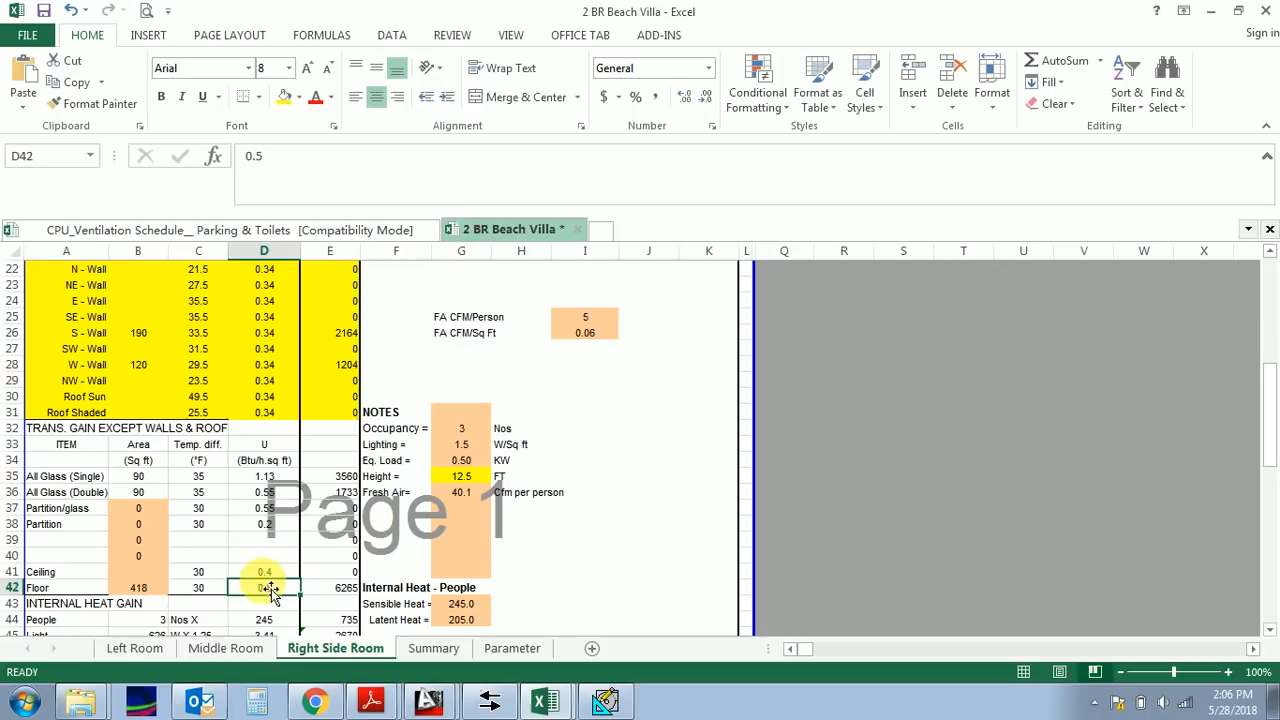 2 BR Beach Villa - Excel
FILE HOME INSERT PAGE LAYOUT FORMULAS DATA REVIEW VIEW OFFICE TAB ADD-INS Sign in
Cut
Copy
Format Painter
Paste
Clipboard
Arial 8
Font
Wrap Text
Merge & Center
Alignment
General
Number
Conditional Formatting
Format as Table
Cell Styles
Styles
Insert Delete Format
Cells
AutoSum
Fill
Clear
Sort & Filter
Find & Select
Editing
D42 0.5
CPU_Ventilation Schedule__ Parking & Toilets [Compatibility Mode] 2 BR Beach Villa *
A B C D E F G H I J K L Q R S T U V W X
22 N - Wall 21.5 0.34 0
23 NE - Wall 27.5 0.34 0
24 E - Wall 35.5 0.34 0
25 SE - Wall 35.5 0.34 0 FA CFM/Person 5
26 S - Wall 190 33.5 0.34 2164 FA CFM/Sq Ft 0.06
27 SW - Wall 31.5 0.34 0
28 W - Wall 120 29.5 0.34 1204
29 NW - Wall 23.5 0.34 0
30 Roof Sun 49.5 0.34 0
31 Roof Shaded 25.5 0.34 0 NOTES
32 TRANS. GAIN EXCEPT WALLS & ROOF Occupancy = 3 Nos
33 ITEM Area Temp. diff. U Lighting = 1.5 W/Sq ft
34 (Sq ft) (°F) (Btu/h.sq ft) Eq. Load = 0.50 KW
35 All Glass (Single) 90 35 1.13 3560 Height = 12.5 FT
36 All Glass (Double) 90 35 0.55 1733 Fresh Air= 40.1 Cfm per person
37 Partition/glass 0 30 0.55 0
38 Partition 0 30 0.2 0
39 0 0
40 0 0
41 Ceiling 30 0.4 0
42 Floor 418 30 6265 Internal Heat - People
43 INTERNAL HEAT GAIN Sensible Heat = 245.0
44 People 3 Nos X 245 735 Latent Heat = 205.0
45 Light 626 W X 1.25 3.41 2670
Page 1
Left Room Middle Room Right Side Room Summary Parameter
READY 100%
2:06 PM
5/28/2018